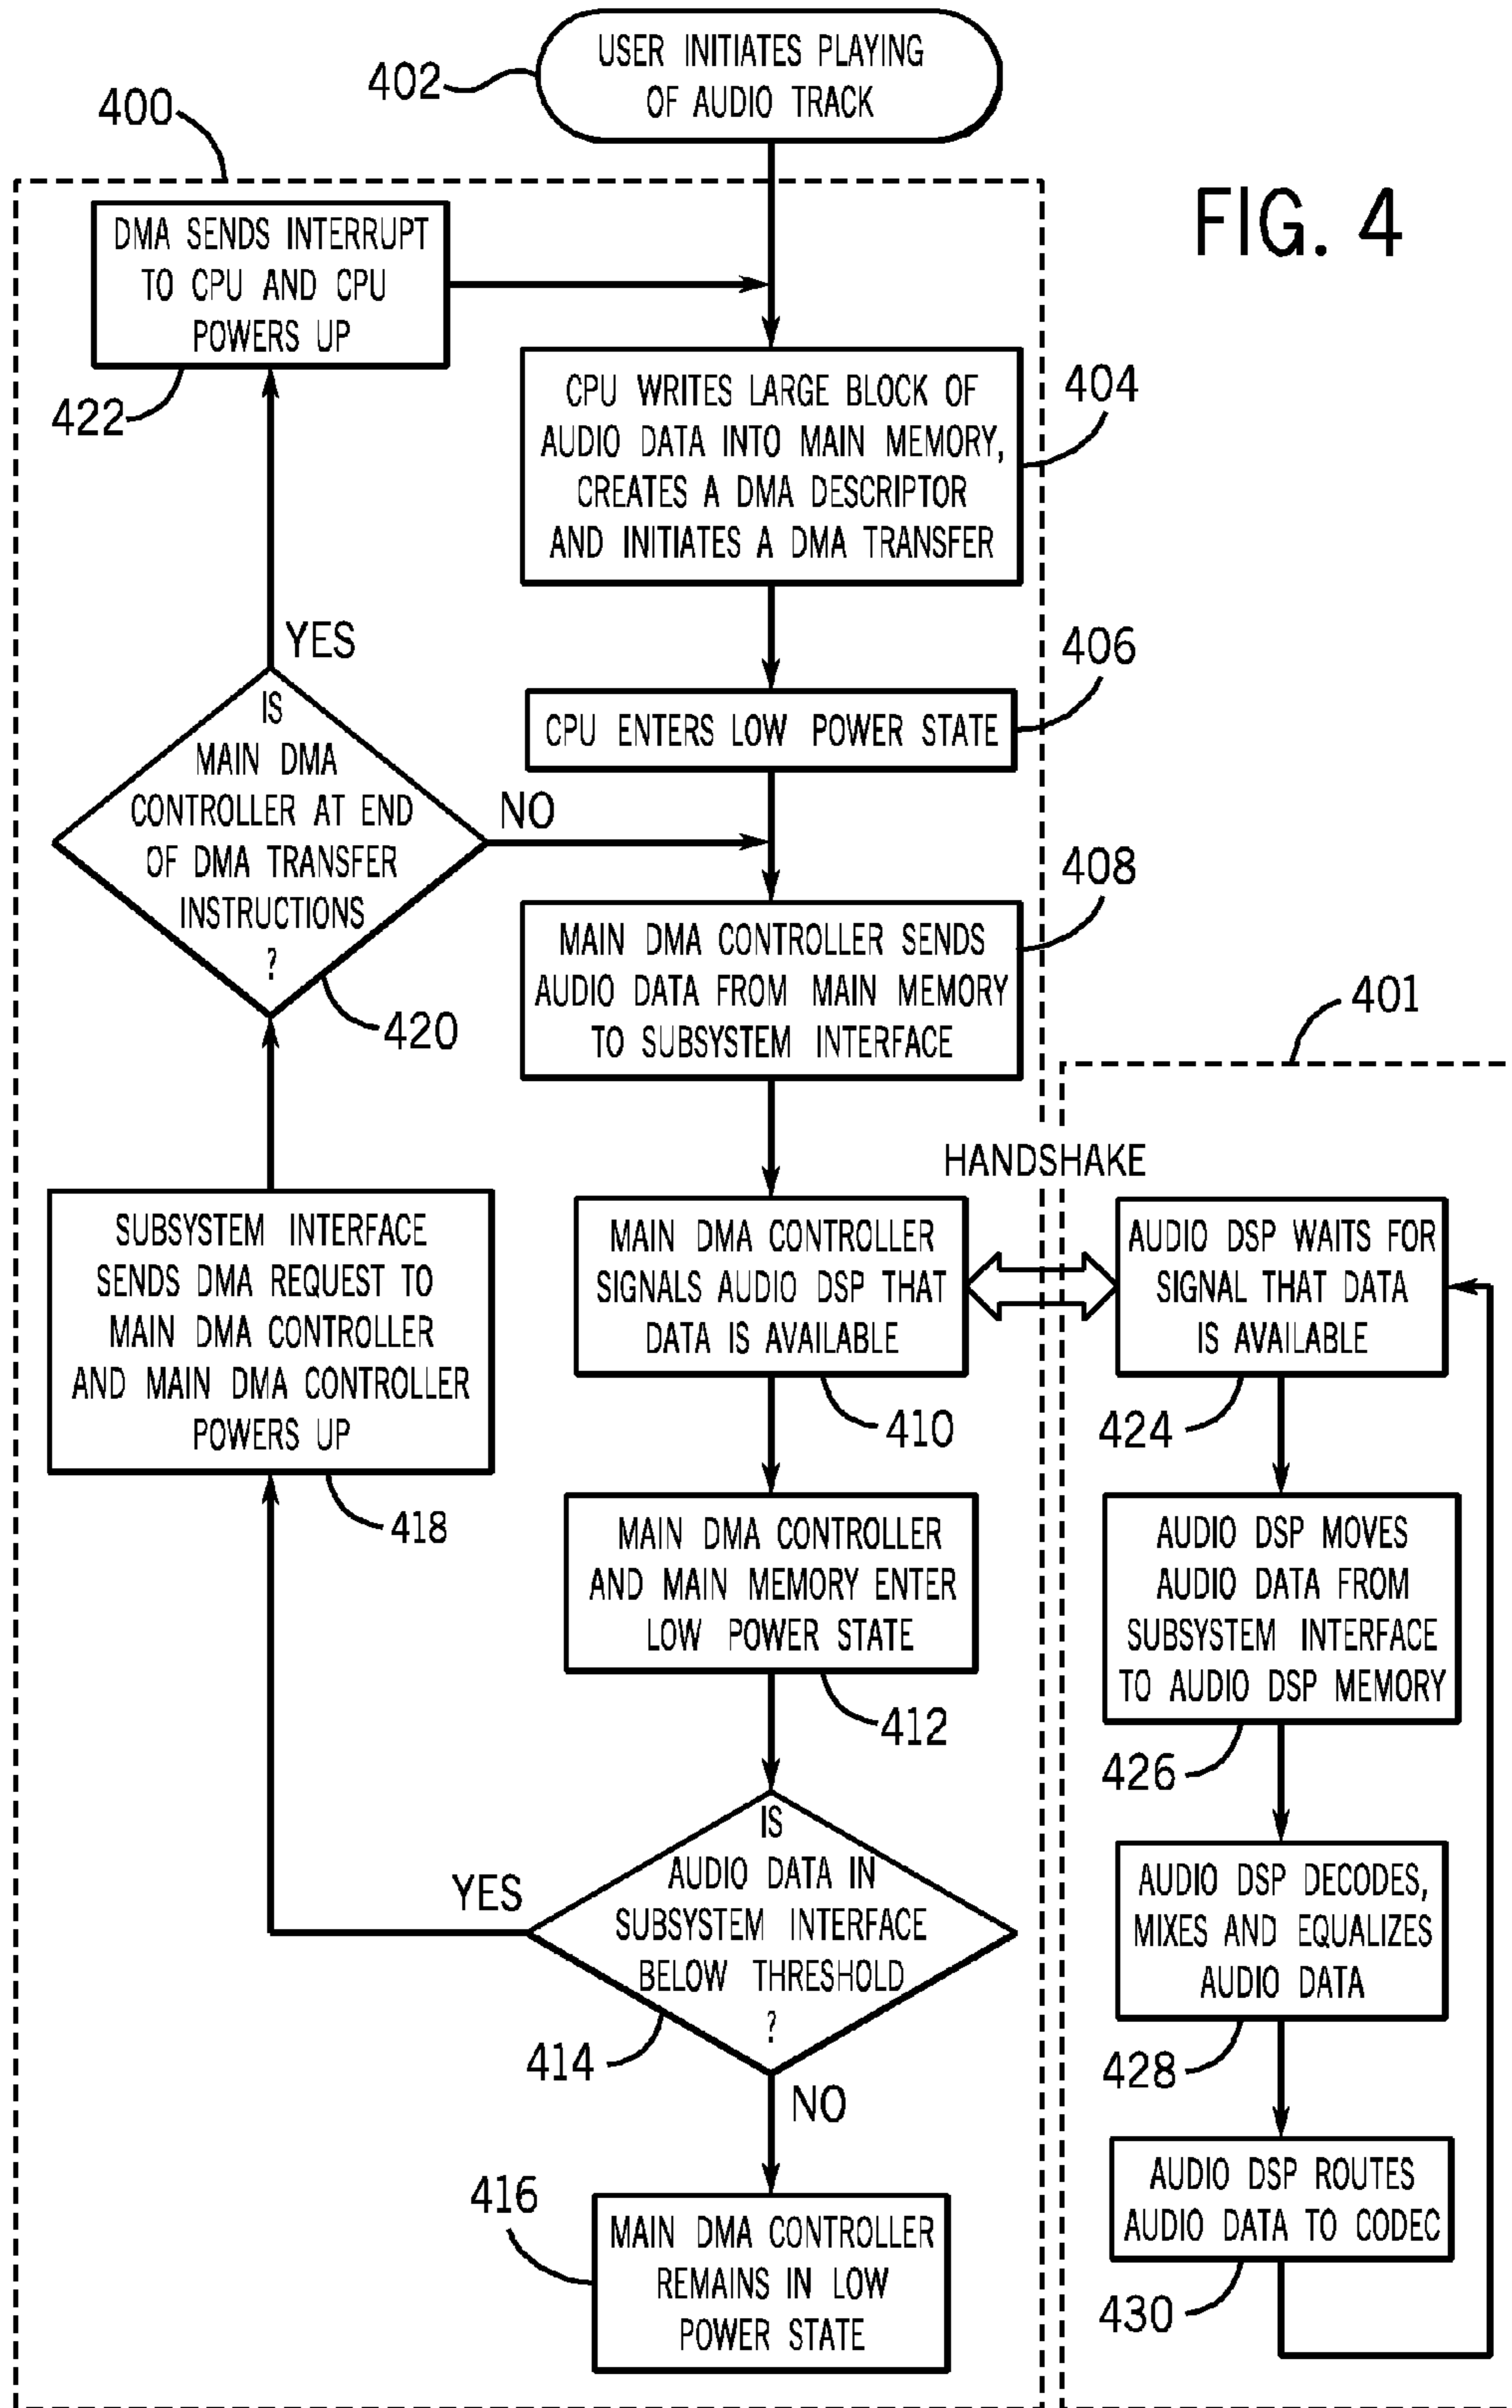 USER INITIATES PLAYING
OF AUDIO TRACK
402
400
FIG. 4
DMA SENDS INTERRUPT
TO CPU AND CPU
POWERS UP
422
CPU WRITES LARGE BLOCK OF
AUDIO DATA INTO MAIN MEMORY,
CREATES A DMA DESCRIPTOR
AND INITIATES A DMA TRANSFER
404
YES
CPU ENTERS LOW POWER STATE
406
IS
MAIN DMA
CONTROLLER AT END
OF DMA TRANSFER
INSTRUCTIONS
?
NO
420
MAIN DMA CONTROLLER SENDS
AUDIO DATA FROM MAIN MEMORY
TO SUBSYSTEM INTERFACE
408
401
HANDSHAKE
SUBSYSTEM INTERFACE
SENDS DMA REQUEST TO
MAIN DMA CONTROLLER
AND MAIN DMA CONTROLLER
POWERS UP
418
MAIN DMA CONTROLLER
SIGNALS AUDIO DSP THAT
DATA IS AVAILABLE
410
AUDIO DSP WAITS FOR
SIGNAL THAT DATA
IS AVAILABLE
424
MAIN DMA CONTROLLER
AND MAIN MEMORY ENTER
LOW POWER STATE
412
AUDIO DSP MOVES
AUDIO DATA FROM
SUBSYSTEM INTERFACE
TO AUDIO DSP MEMORY
426
YES
IS
AUDIO DATA IN
SUBSYSTEM INTERFACE
BELOW THRESHOLD
?
414
NO
AUDIO DSP DECODES,
MIXES AND EQUALIZES
AUDIO DATA
428
416
MAIN DMA CONTROLLER
REMAINS IN LOW
POWER STATE
AUDIO DSP ROUTES
AUDIO DATA TO CODEC
430